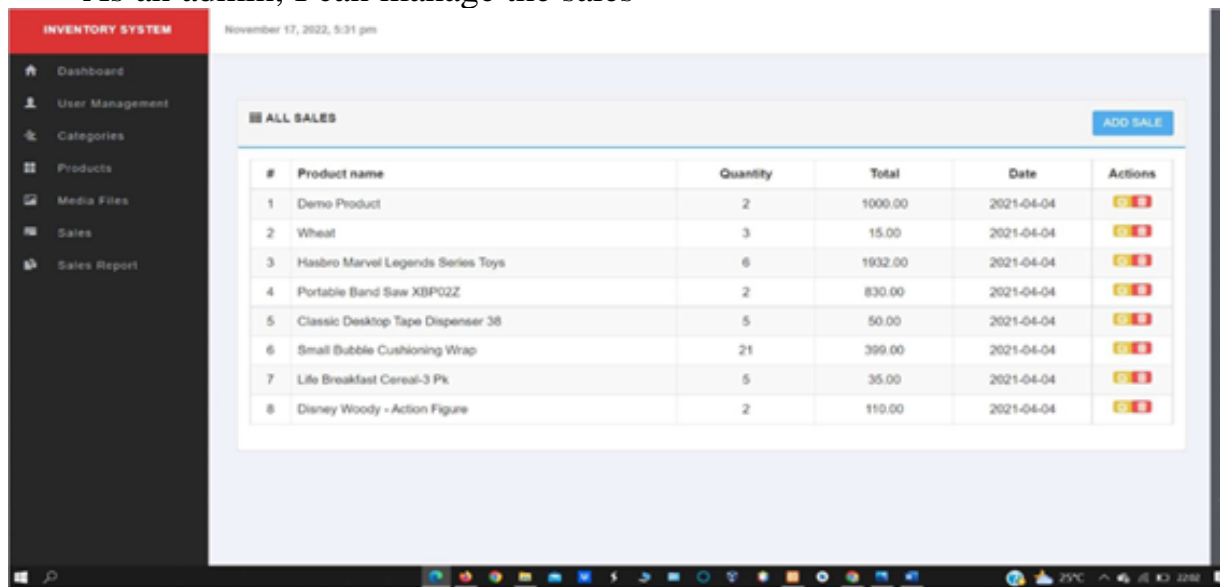 As an admin, I can manage the sales
INVENTORY SYSTEM
November 17, 2022, 5:31 pm
Dashboard
User Management
Categories
Products
Media Files
Sales
Sales Report
ALL SALES
ADD SALE
# Product name Quantity Total Date Actions
1 Demo Product 2 1000.00 2021-04-04
2 Wheat 3 15.00 2021-04-04
3 Hasbro Marvel Legends Series Toys 6 1932.00 2021-04-04
4 Portable Band Saw XBP02Z 2 830.00 2021-04-04
5 Classic Desktop Tape Dispenser 38 5 50.00 2021-04-04
6 Small Bubble Cushioning Wrap 21 399.00 2021-04-04
7 Life Breakfast Cereal-3 Pk 5 35.00 2021-04-04
8 Disney Woody - Action Figure 2 110.00 2021-04-04
25°C 22:02